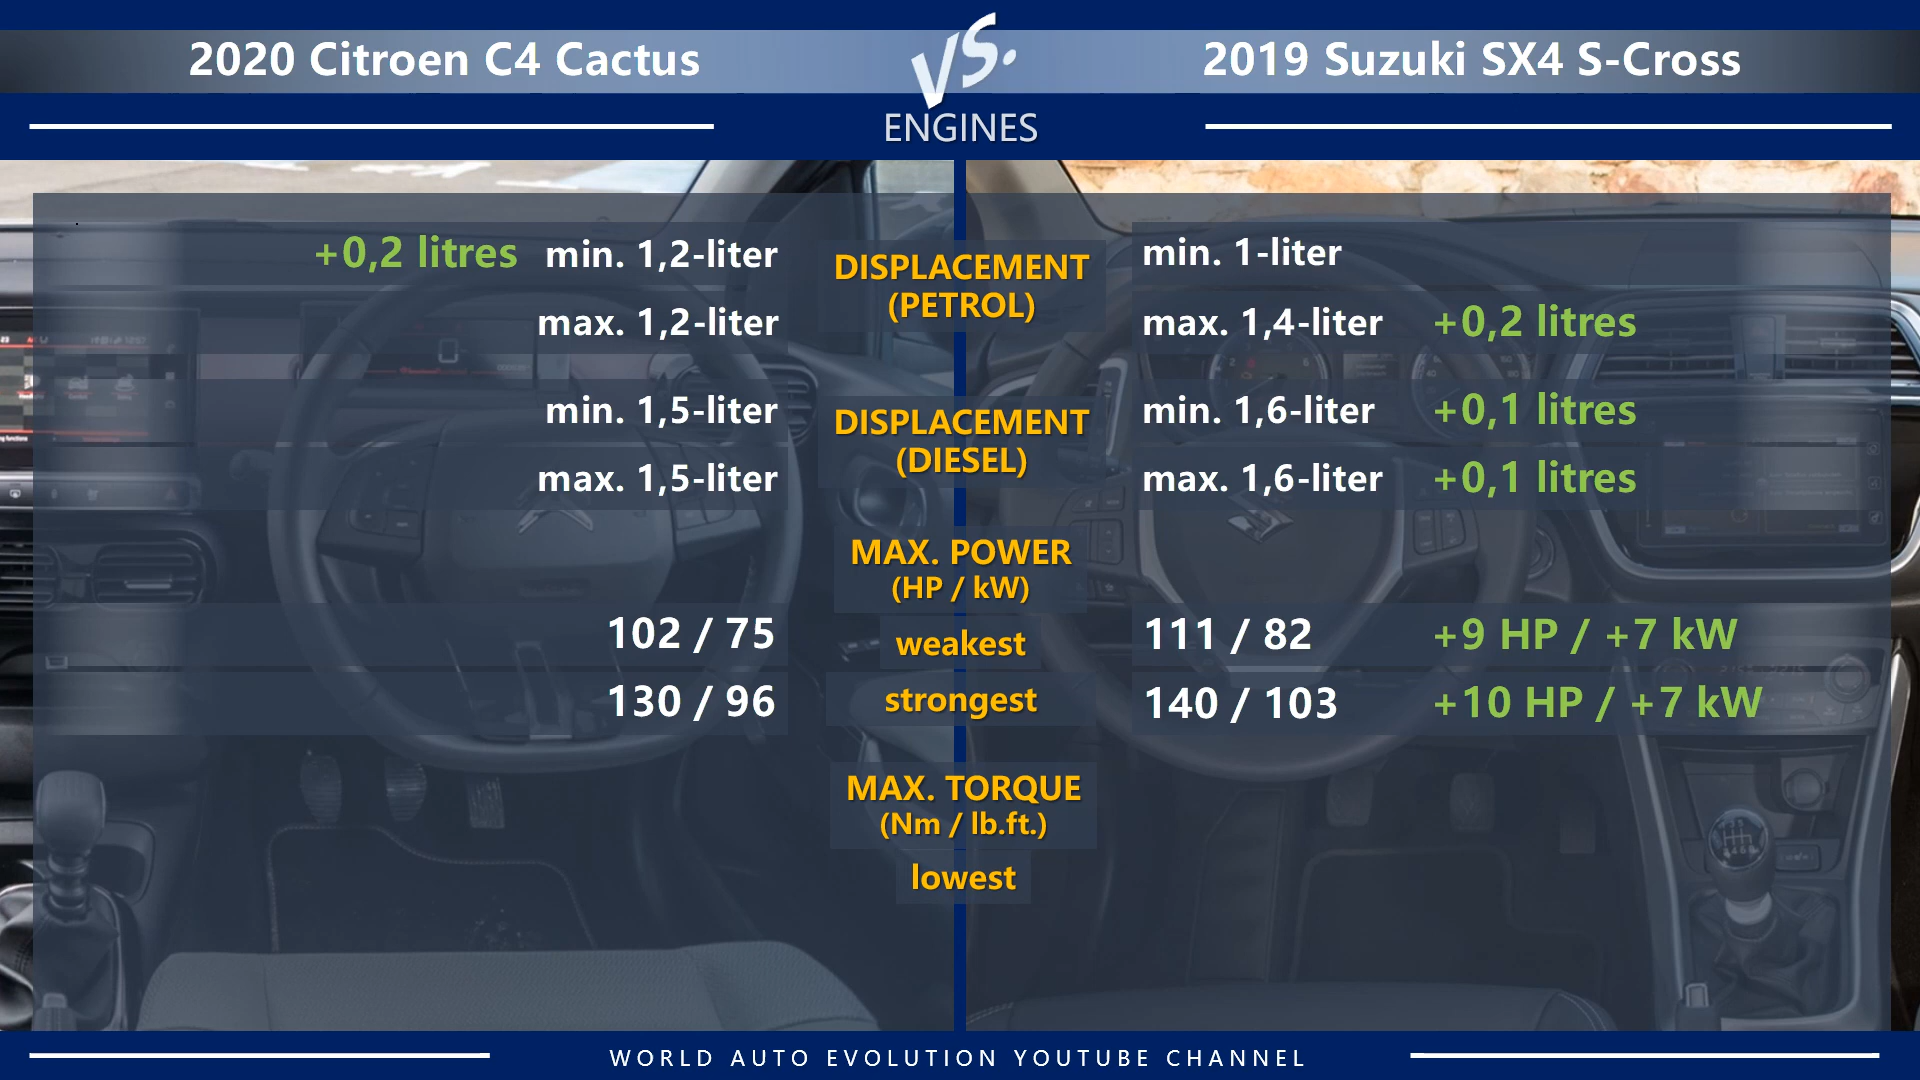 2020 Citroen C4 Cactus
VS.
2019 Suzuki SX4 S-Cross
ENGINES
+0,2 litres min. 1,2-liter
DISPLACEMENT
(PETROL)
min. 1-liter
max. 1,2-liter
max. 1,4-liter +0,2 litres
min. 1,5-liter
DISPLACEMENT
(DIESEL)
min. 1,6-liter +0,1 litres
max. 1,5-liter
max. 1,6-liter +0,1 litres
MAX. POWER
(HP / kW)
102 / 75
weakest
111 / 82 +9 HP / +7 kW
130 / 96
strongest
140 / 103 +10 HP / +7 kW
MAX. TORQUE
(Nm / lb.ft.)
lowest
WORLD AUTO EVOLUTION YOUTUBE CHANNEL